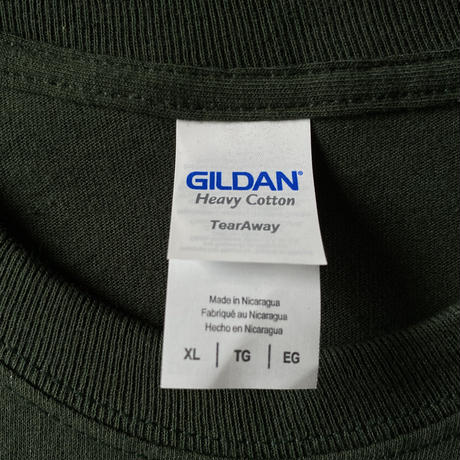 GILDAN®
Heavy Cotton
TearAway
Made in Nicaragua
Fabriqué au Nicaragua
Hecho en Nicaragua
XL | TG | EG